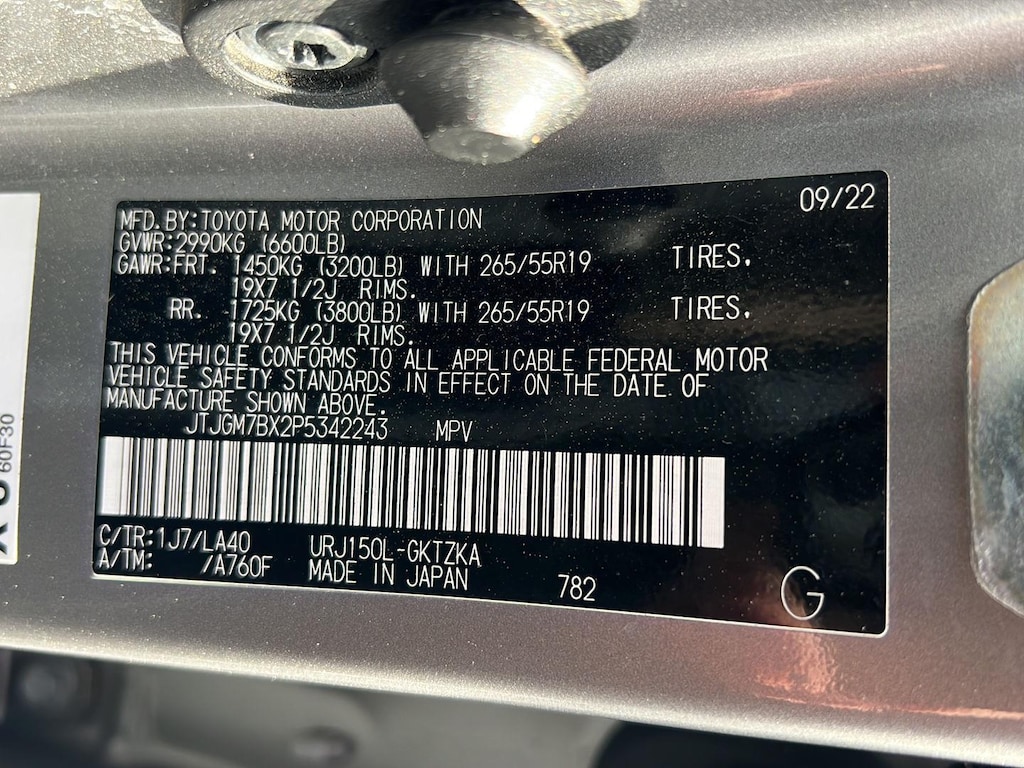 09/22
MFD.BY:TOYOTA MOTOR CORPORATION
GVWR:2990KG (6600LB)
GAWR:FRT. 1450KG (3200LB) WITH 265/55R19 TIRES.
19X7 1/2J RIMS.
RR. 1725KG (3800LB) WITH 265/55R19 TIRES.
19X7 1/2J RIMS.
THIS VEHICLE CONFORMS TO ALL APPLICABLE FEDERAL MOTOR
VEHICLE SAFETY STANDARDS IN EFFECT ON THE DATE OF
MANUFACTURE SHOWN ABOVE.
JTJGM7BX2P5342243 MPV
C/TR:1J7/LA40 URJ150L-GKTZKA
A/TM: /A760F MADE IN JAPAN 782 G
60F30